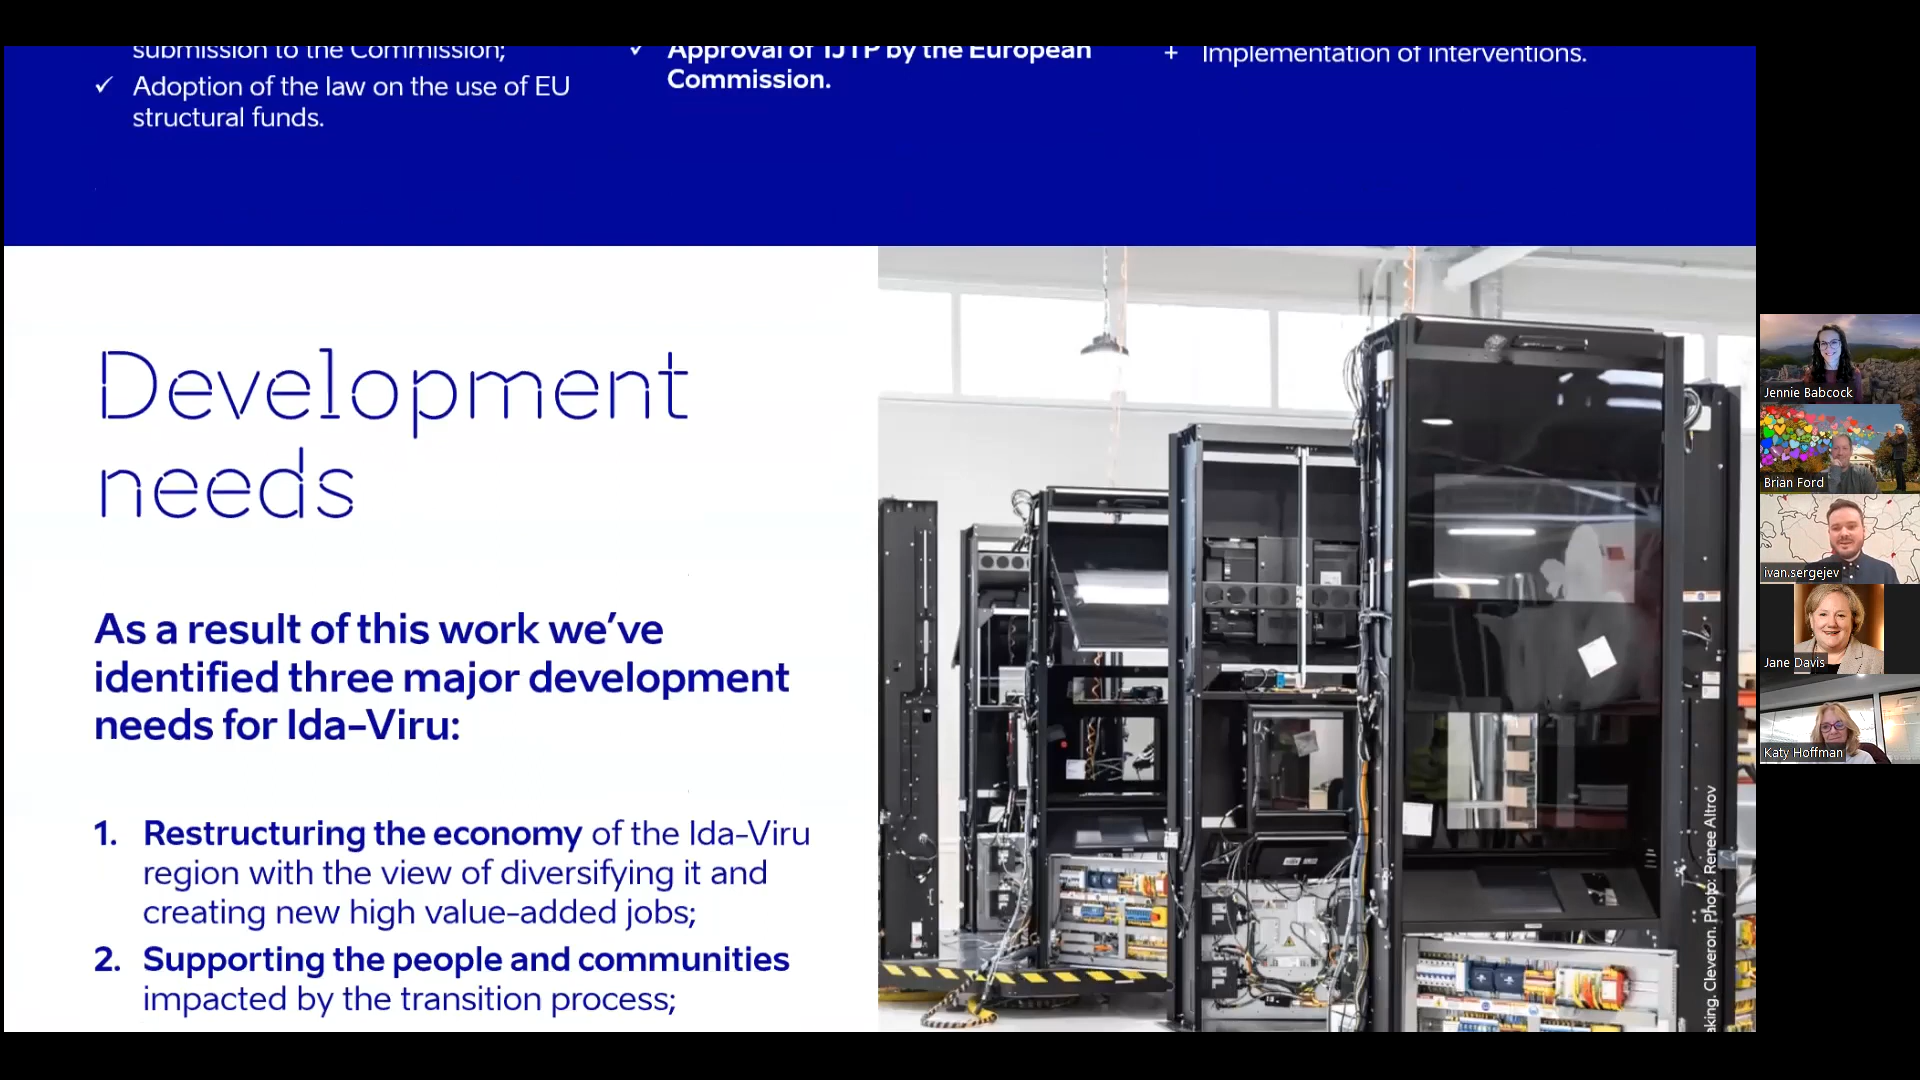 submission to the Commission;
✓ Adoption of the law on the use of EU
structural funds.
✓ Approval of TJTP by the European
Commission.
+ Implementation of interventions.
Development
needs
As a result of this work we've
identified three major development
needs for Ida-Viru:
1. Restructuring the economy of the Ida-Viru
region with the view of diversifying it and
creating new high value-added jobs;
2. Supporting the people and communities
impacted by the transition process;
Cleveron. Photo: Renee Altrov
Jennie Babcock
Brian Ford
ivan.sergejev
Jane Davis
Katy Hoffman